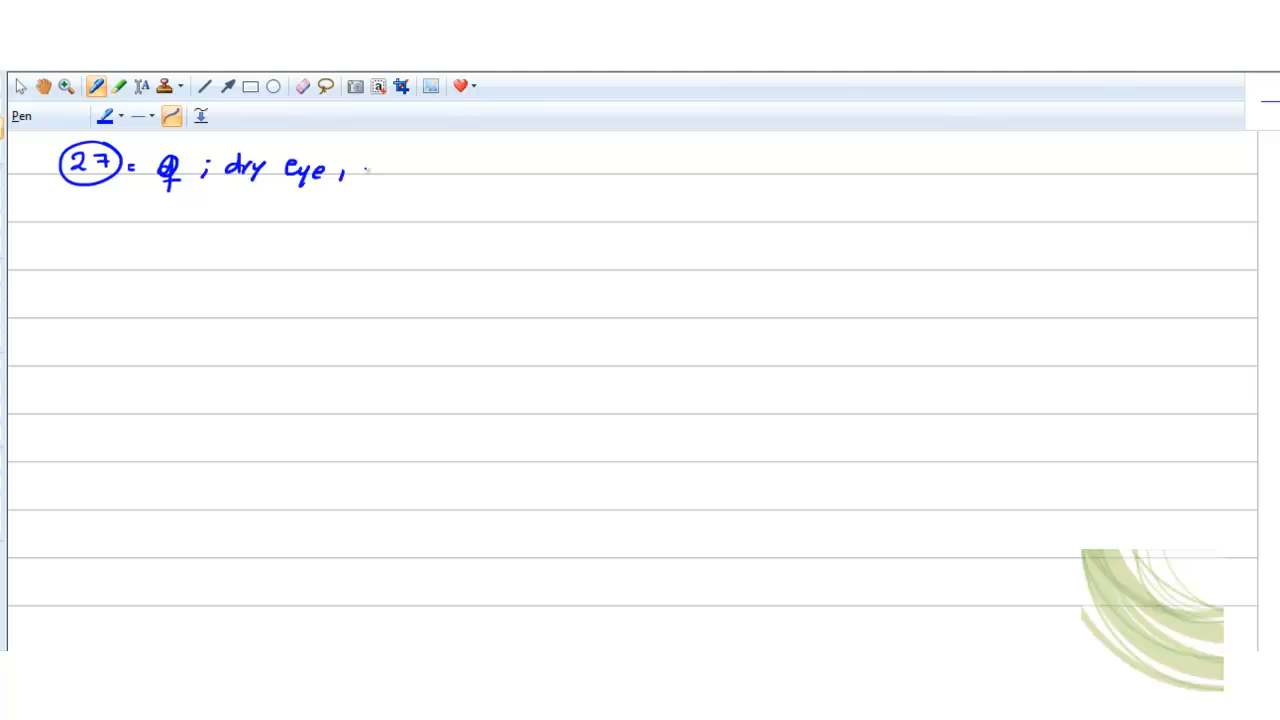 Pen
27 = ♀ ; dry eye,